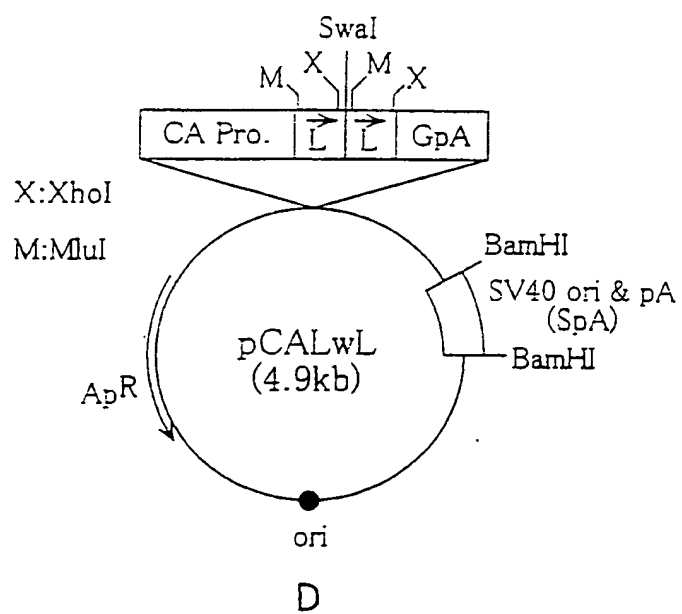 SwaI
M X M X
CA Pro. L L GpA
X:XhoI
M:MluI
BamHI
SV40 ori & pA
(SpA)
BamHI
pCALwL
(4.9kb)
ApR
ori
D